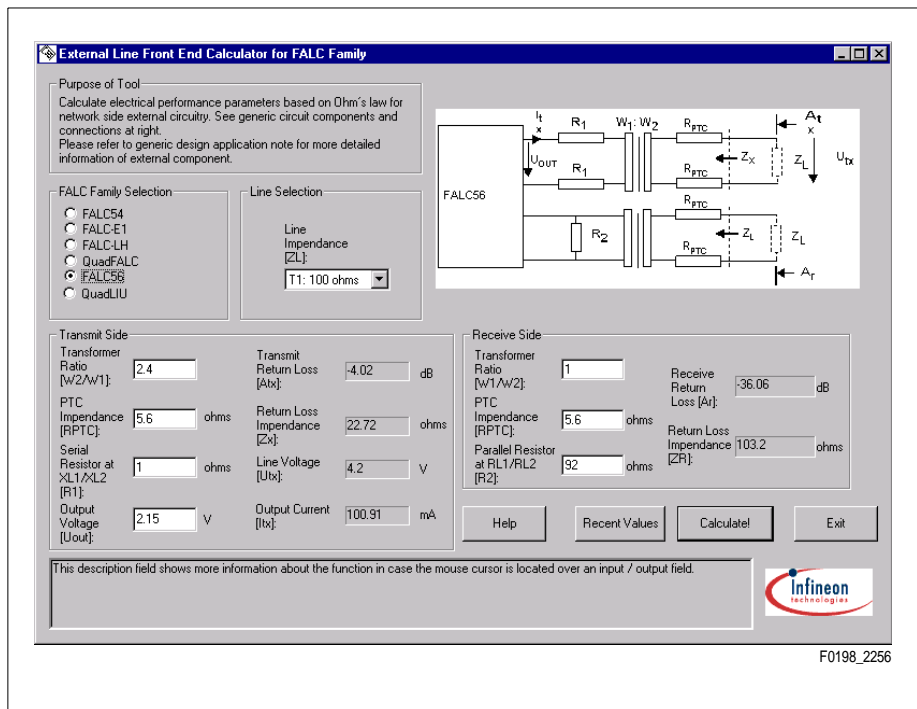 External Line Front End Calculator for FALC Family
Purpose of Tool
Calculate electrical performance parameters based on Ohm´s law for
network side external circuitry. See generic circuit components and
connections at right.
Please refer to generic design application note for more detailed
information of external component.
FALC Family Selection
FALC54
FALC-E1
FALC-LH
QuadFALC
FALC56
QuadLIU
Line Selection
Line
Impedance
[ZL]:
T1: 100 ohms
FALC56
It
x
UOUT
R1
R1
W1: W2
RPTC
RPTC
ZX
ZL
At
x
Utx
R2
RPTC
RPTC
ZL
ZL
Ar
Transmit Side
Transformer
Ratio
[W2/W1]:
2.4
PTC
Impedance
[RPTC]:
5.6
ohms
Serial
Resistor at
XL1/XL2
[R1]:
1
ohms
Output
Voltage
[Uout]:
2.15
V
Transmit
Return Loss
[Atx]:
-4.02
dB
Return Loss
Impedance
[Zx]:
22.72
ohms
Line Voltage
[Utx]:
4.2
V
Output Current
[Itx]:
100.91
mA
Receive Side
Transformer
Ratio
[W1/W2]:
1
PTC
Impedance
[RPTC]:
5.6
ohms
Parallel Resistor
at RL1/RL2
[R2]:
92
ohms
Receive
Return
Loss [Ar]:
-36.06
dB
Return Loss
Impedance
[ZR]:
103.2
ohms
Help
Recent Values
Calculate!
Exit
This description field shows more information about the function in case the mouse cursor is located over an input / output field.
Infineon
technologies
F0198_2256